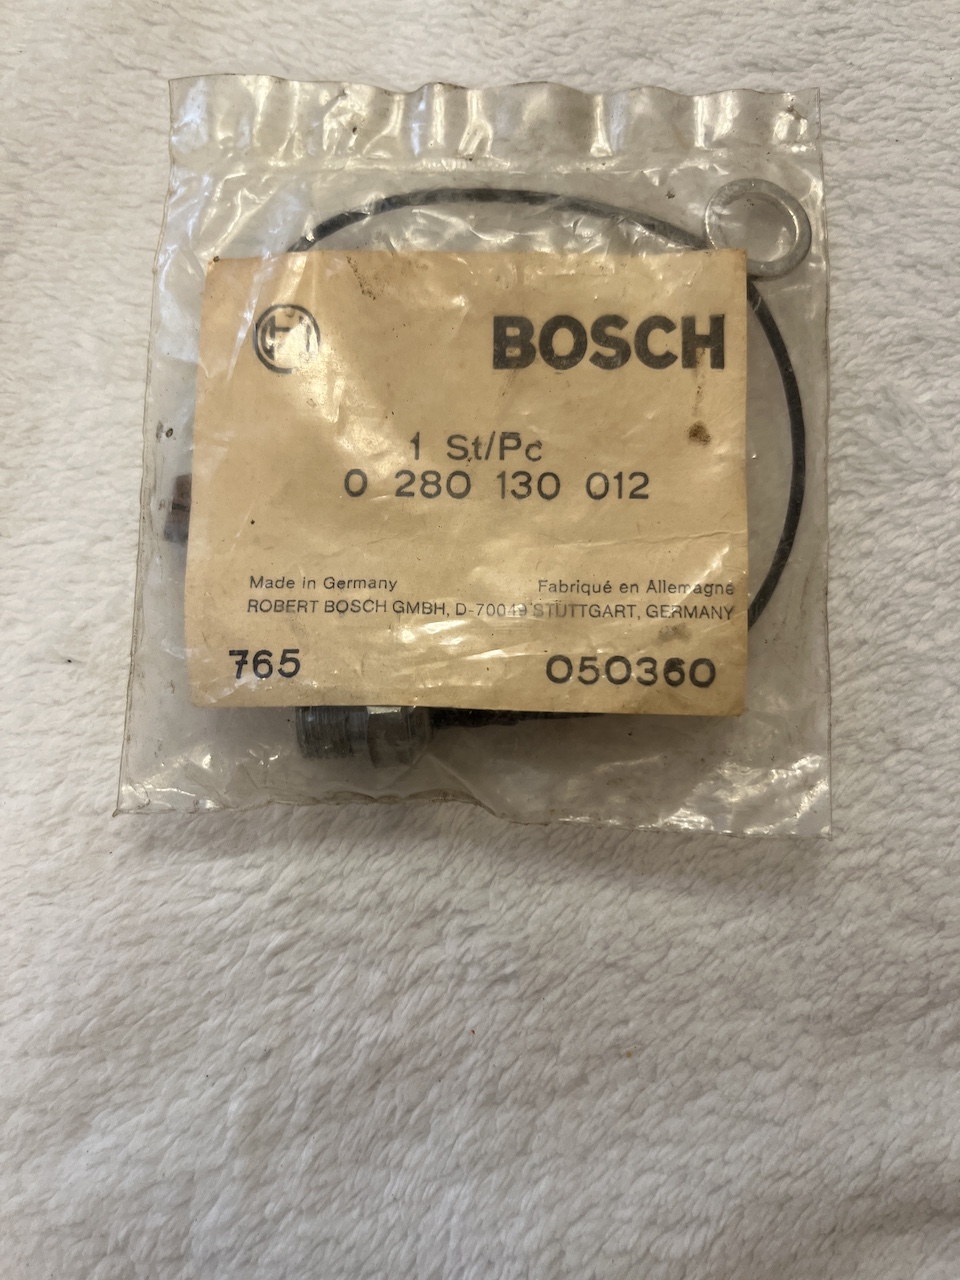 BOSCH
1 St/Pc
0 280 130 012
Made in Germany Fabriqué en Allemagne
ROBERT BOSCH GMBH, D-70049 STUTTGART, GERMANY
765 050360